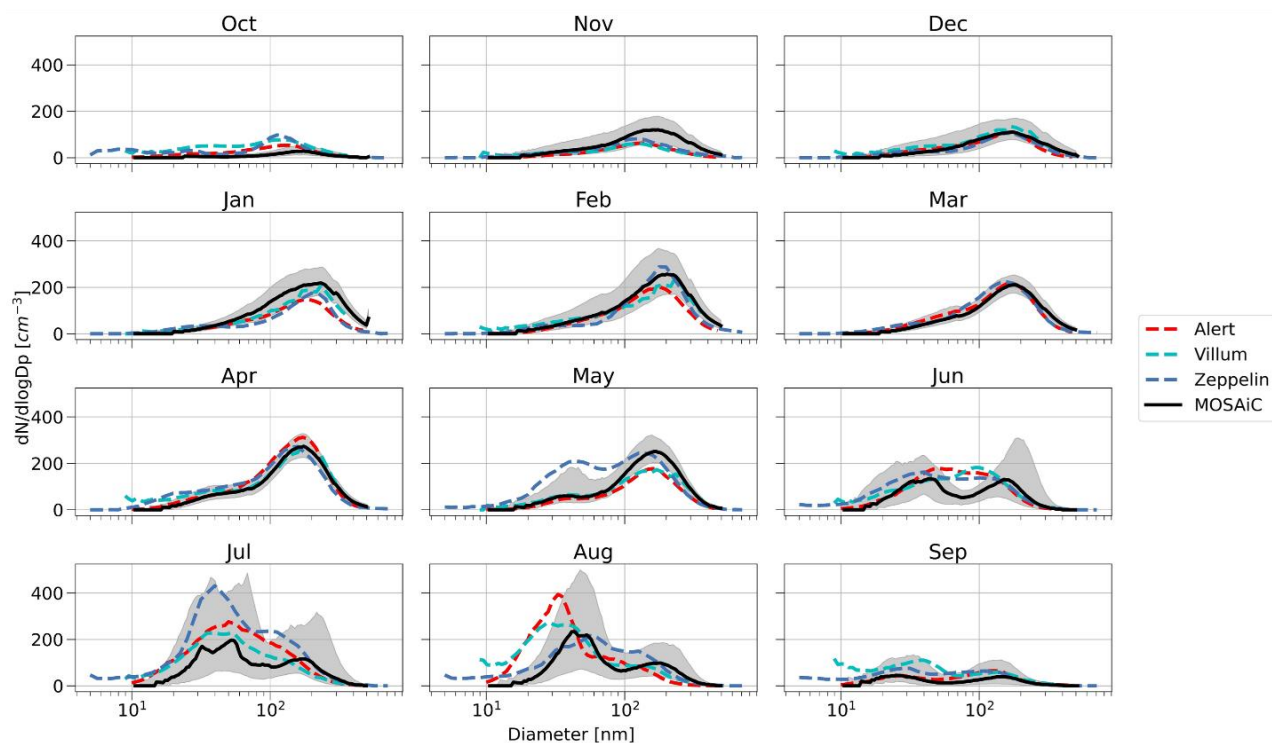 Oct Nov Dec
400
200
0
Jan Feb Mar
400
200
0
dN/dlogDp [cm⁻³]
Alert
Villum
Zeppelin
MOSAiC
Apr May Jun
400
200
0
Jul Aug Sep
400
200
0
10¹ 10² 10¹ 10² 10¹ 10²
Diameter [nm]